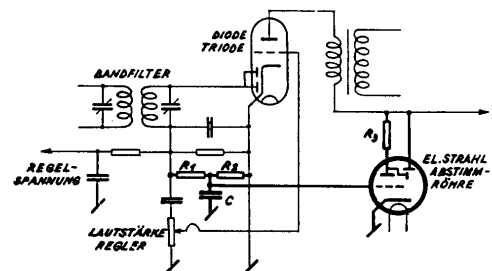 DIODE
TRIODE
BANDFILTER
R1
R2
R3
C
REGEL-
SPANNUNG
LAUTSTÄRKE
REGLER
EL. STRAHL
ABSTIMM-
RÖHRE